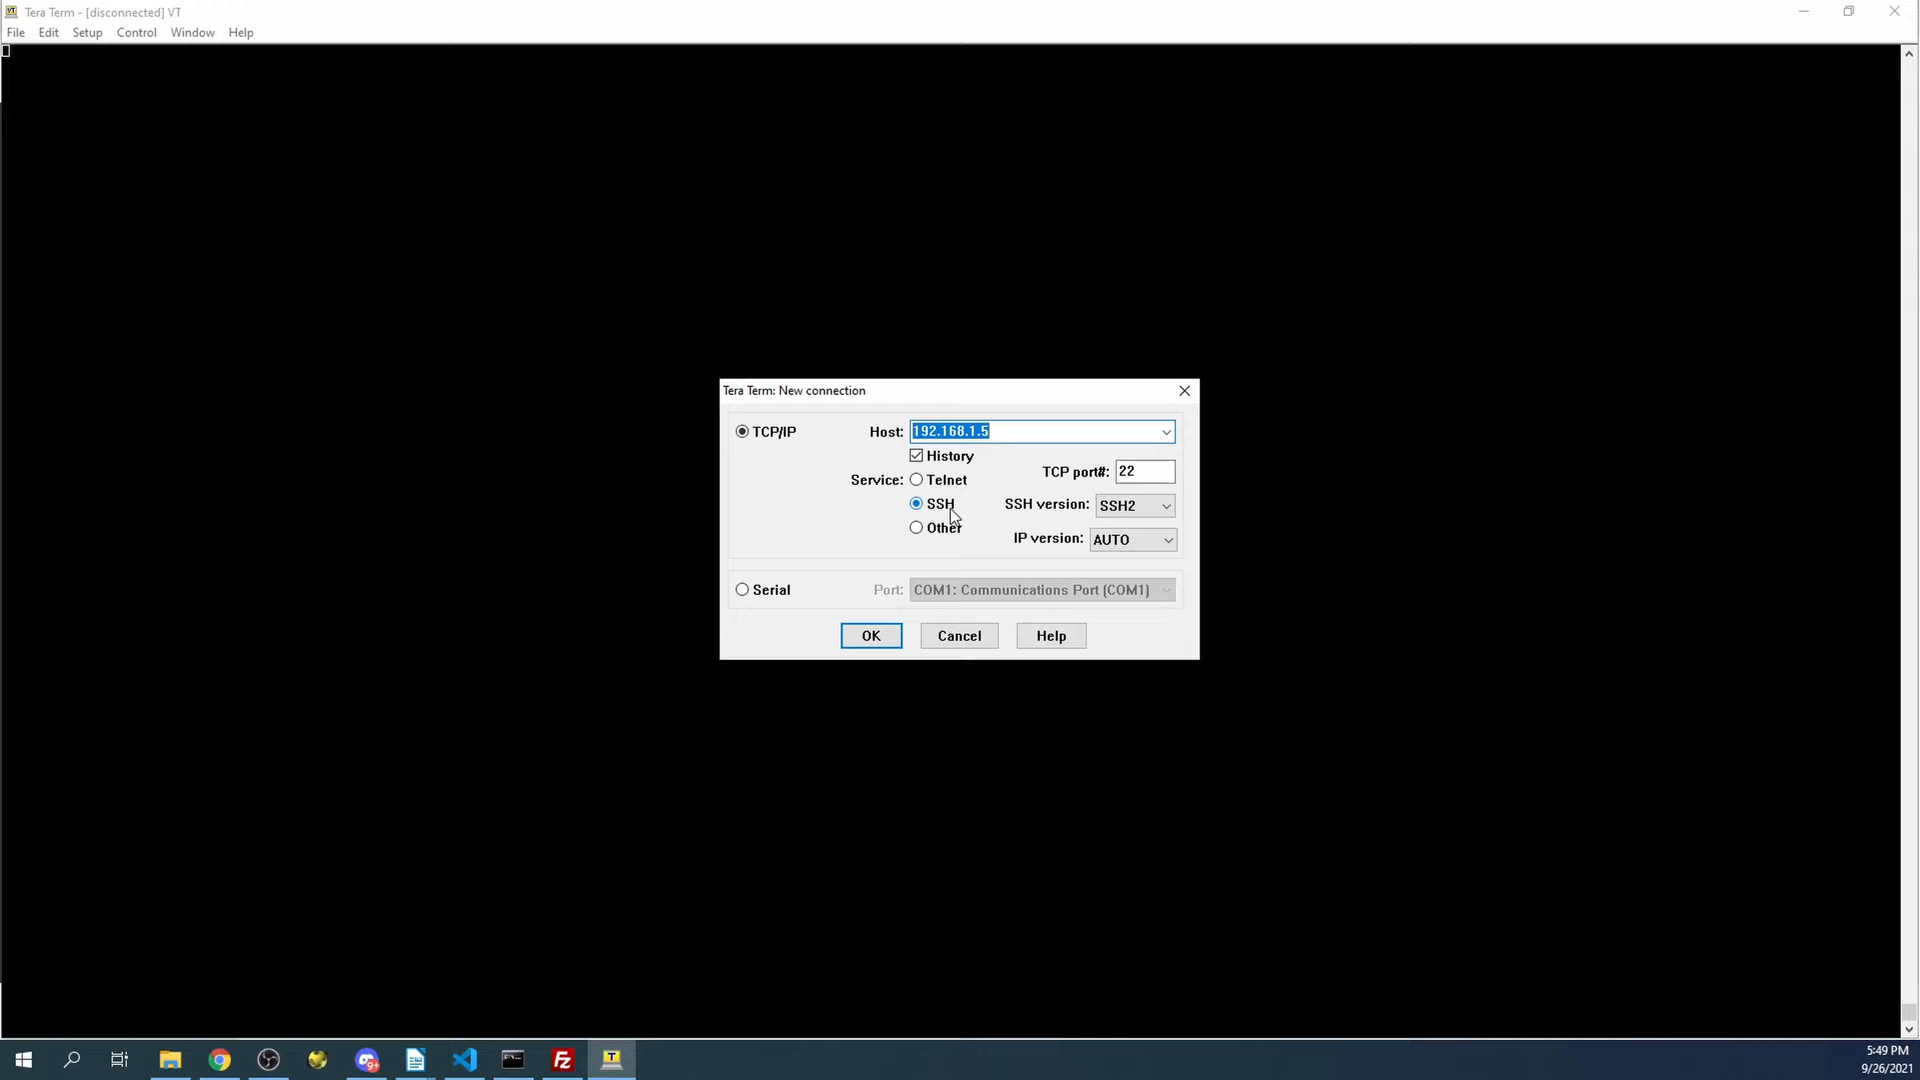 Tera Term - [disconnected] VT
File Edit Setup Control Window Help
Tera Term: New connection
TCP/IP Host: 192.168.1.5
History
Service: Telnet TCP port#: 22
SSH SSH version: SSH2
Other IP version: AUTO
Serial Port: COM1: Communications Port (COM1)
OK Cancel Help
5:49 PM
9/26/2021